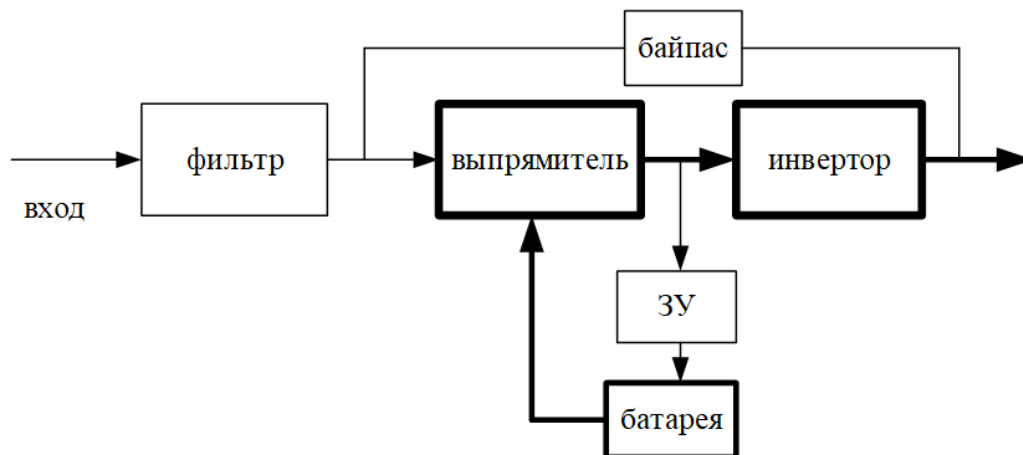 байпас
фильтр
выпрямитель
инвертор
вход
ЗУ
батарея